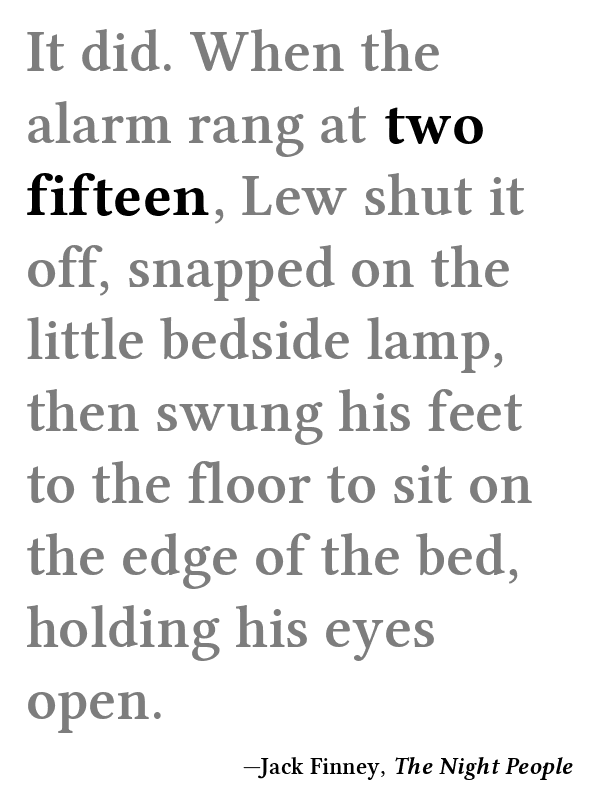 It did. When the
alarm rang at two
fifteen, Lew shut it
off, snapped on the
little bedside lamp,
then swung his feet
to the floor to sit on
the edge of the bed,
holding his eyes
open.
—Jack Finney, The Night People